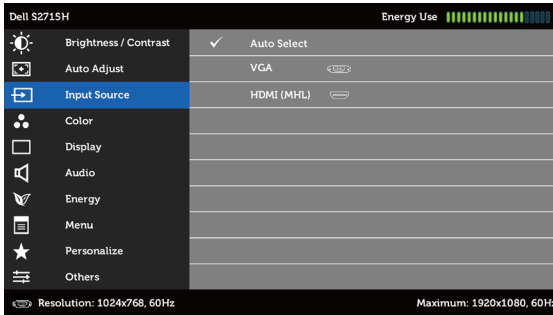 Dell S2715H Energy Use
Brightness / Contrast Auto Select
Auto Adjust VGA
Input Source HDMI (MHL)
Color
Display
Audio
Energy
Menu
Personalize
Others
Resolution: 1024x768, 60Hz Maximum: 1920x1080, 60Hz